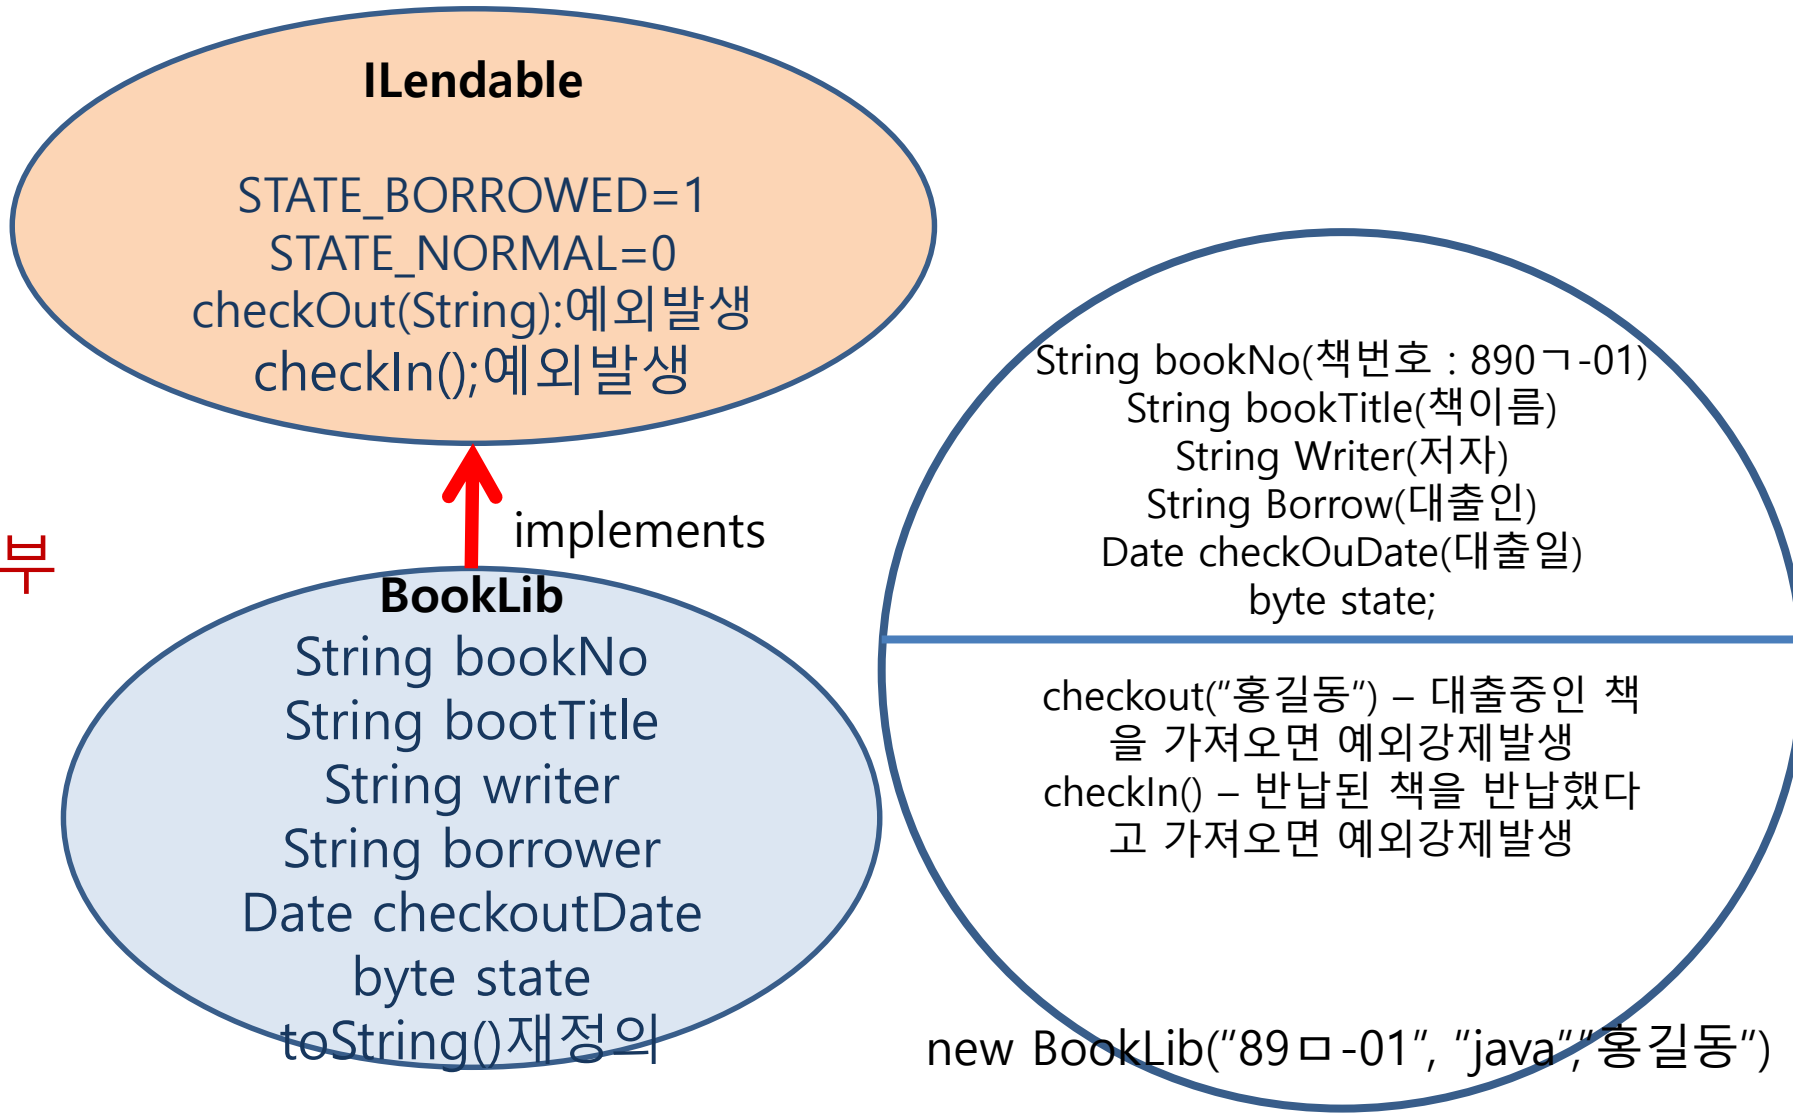 ILendable
STATE_BORROWED=1
STATE_NORMAL=0
checkOut(String):예외발생
checkIn();예외발생
implements
부
BookLib
String bookNo
String bootTitle
String writer
String borrower
Date checkoutDate
byte state
toString()재정의
String bookNo(책번호 : 890ㄱ-01)
String bookTitle(책이름)
String Writer(저자)
String Borrow(대출인)
Date checkOuDate(대출일)
byte state;
checkout(“홍길동”) – 대출중인 책
을 가져오면 예외강제발생
checkIn() – 반납된 책을 반납했다
고 가져오면 예외강제발생
new BookLib(“89ㅁ-01”, ”java”,“홍길동“)